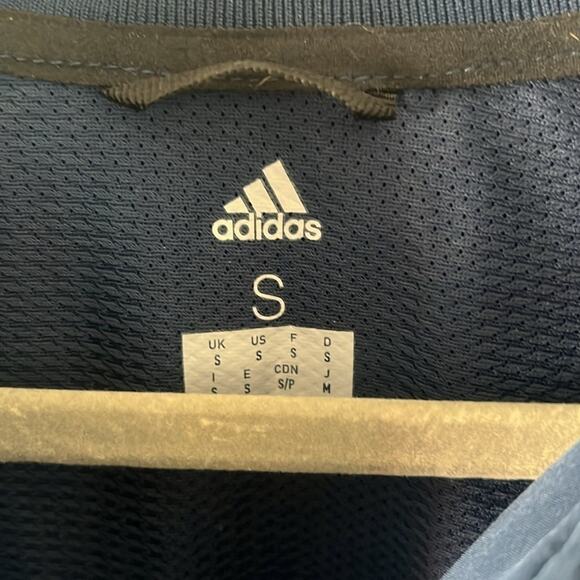 adidas
S
UK US F D
S S S S
I E CDN J
S S S/P M